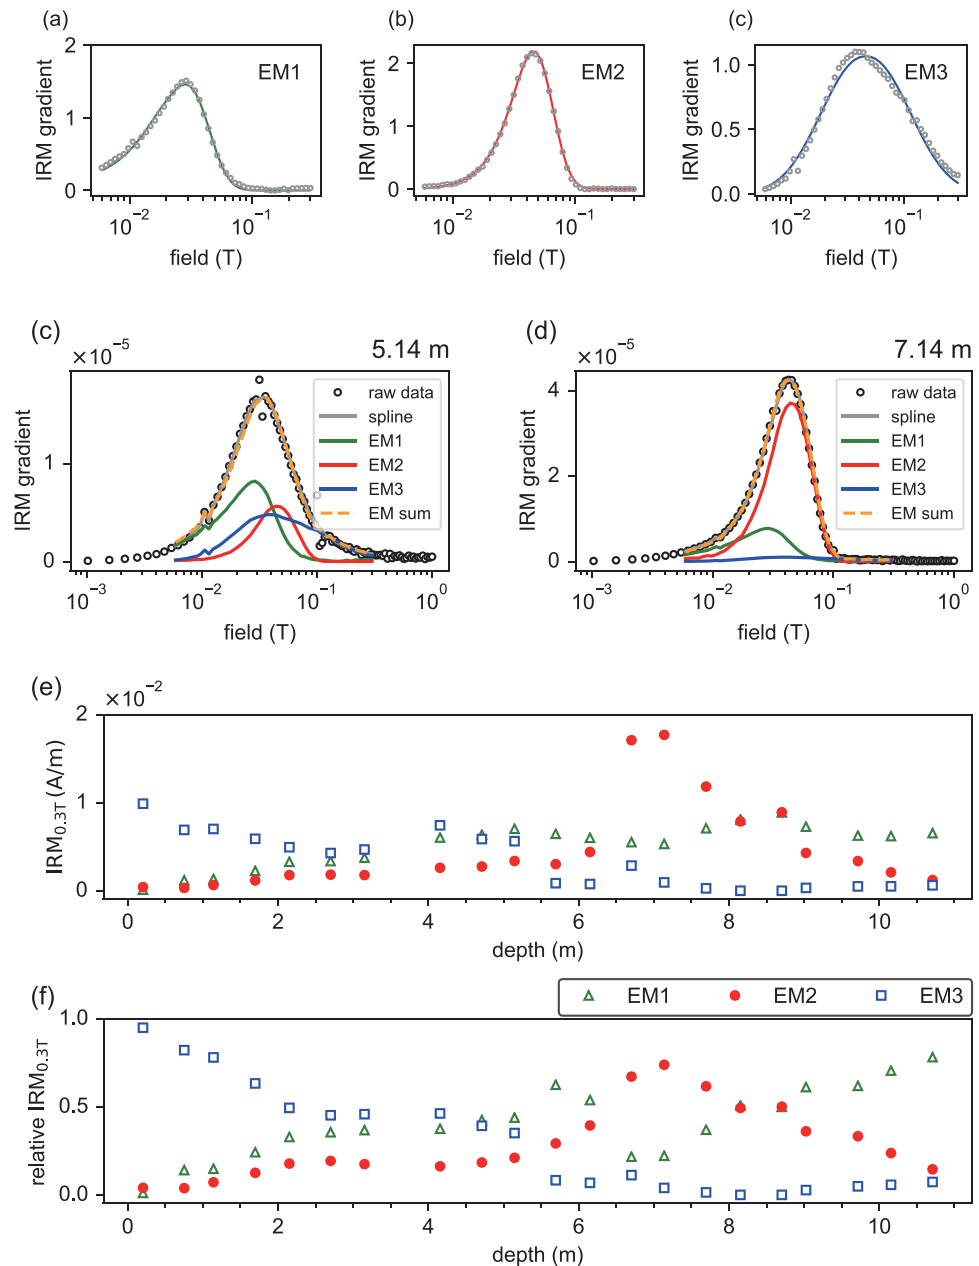 (a)
(b)
(c)
2
1
0
IRM gradient
EM1
10⁻² 10⁻¹
field (T)
2
1
0
IRM gradient
EM2
10⁻² 10⁻¹
field (T)
1.0
0.5
0.0
IRM gradient
EM3
10⁻² 10⁻¹
field (T)
(c)
×10⁻⁵
5.14 m
1
0
IRM gradient
raw data
spline
EM1
EM2
EM3
EM sum
10⁻³ 10⁻² 10⁻¹ 10⁰
field (T)
(d)
×10⁻⁵
7.14 m
4
2
0
IRM gradient
raw data
spline
EM1
EM2
EM3
EM sum
10⁻³ 10⁻² 10⁻¹ 10⁰
field (T)
(e)
×10⁻²
2
1
0
IRM₀.₃T (A/m)
0 2 4 6 8 10
depth (m)
(f)
EM1 EM2 EM3
1.0
0.5
0.0
relative IRM₀.₃T
0 2 4 6 8 10
depth (m)